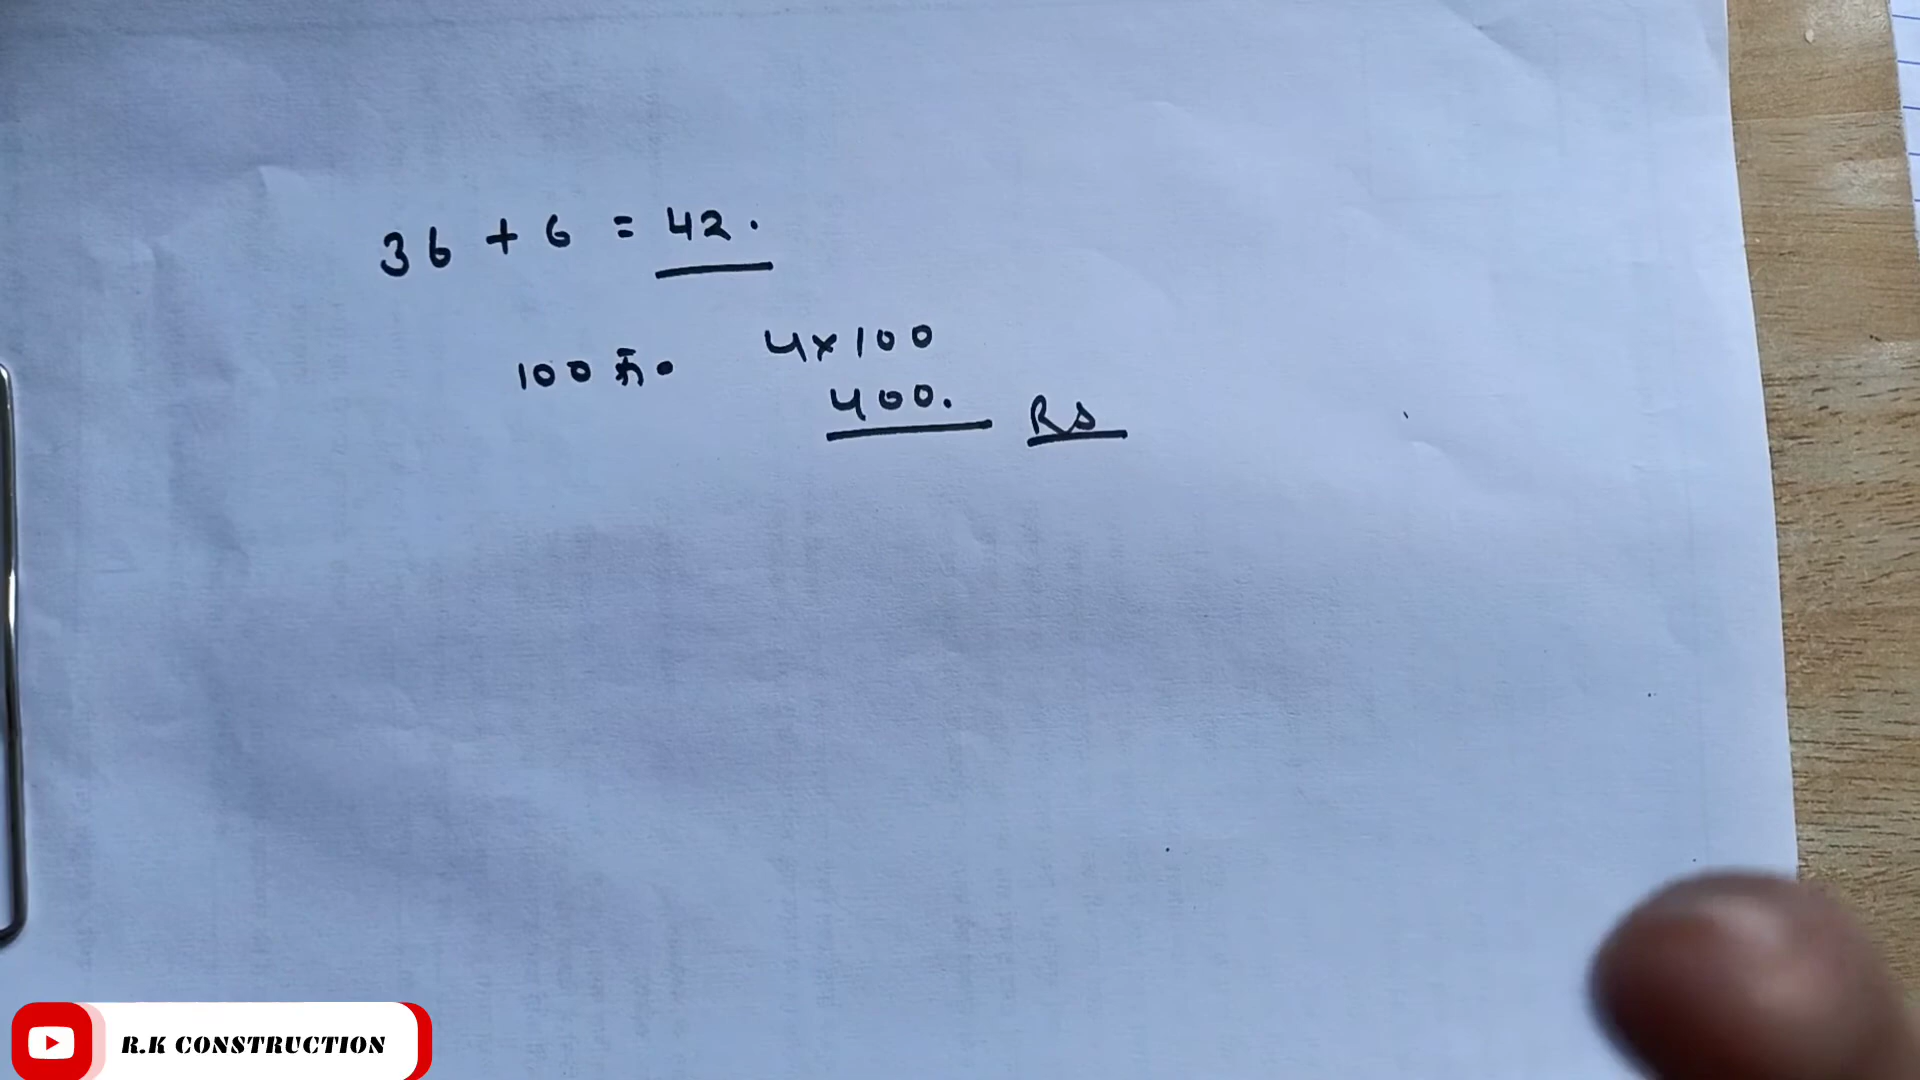 36 + 6 = 42.
100
4x100
400. Rs
R.K CONSTRUCTION